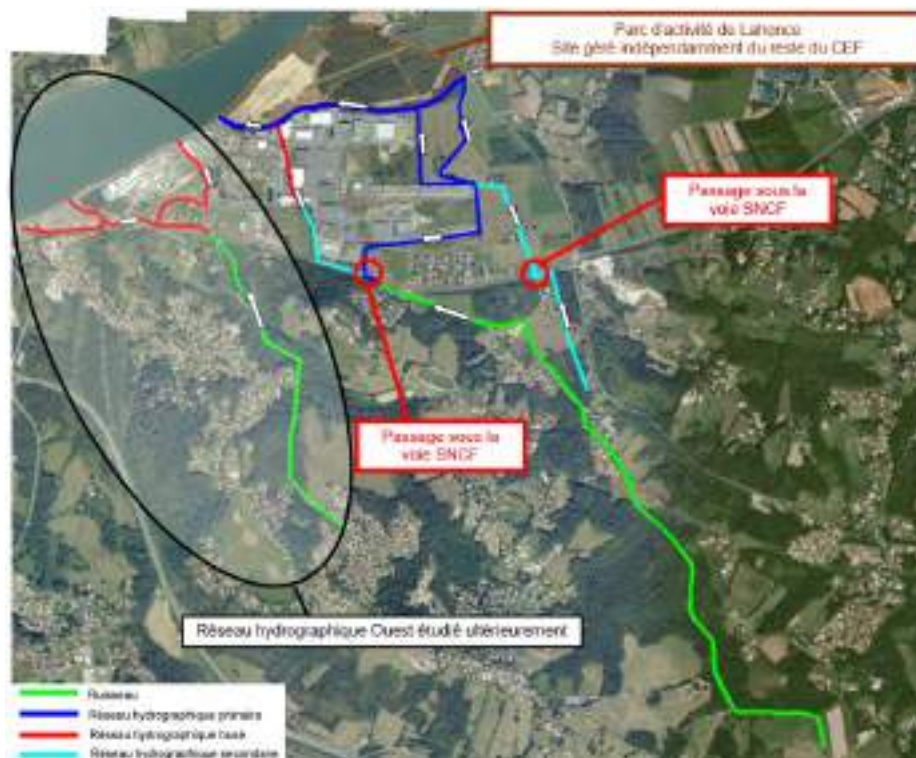 Parc d'activité de Lahonce
Site géré indépendamment du reste du CEF
Passage sous la
voie SNCF
Passage sous la
voie SNCF
Réseau hydrographique Ouest étudié ultérieurement
Ruisseau
Réseau hydrographique primaire
Réseau hydrographique busé
Réseau hydrographique secondaire